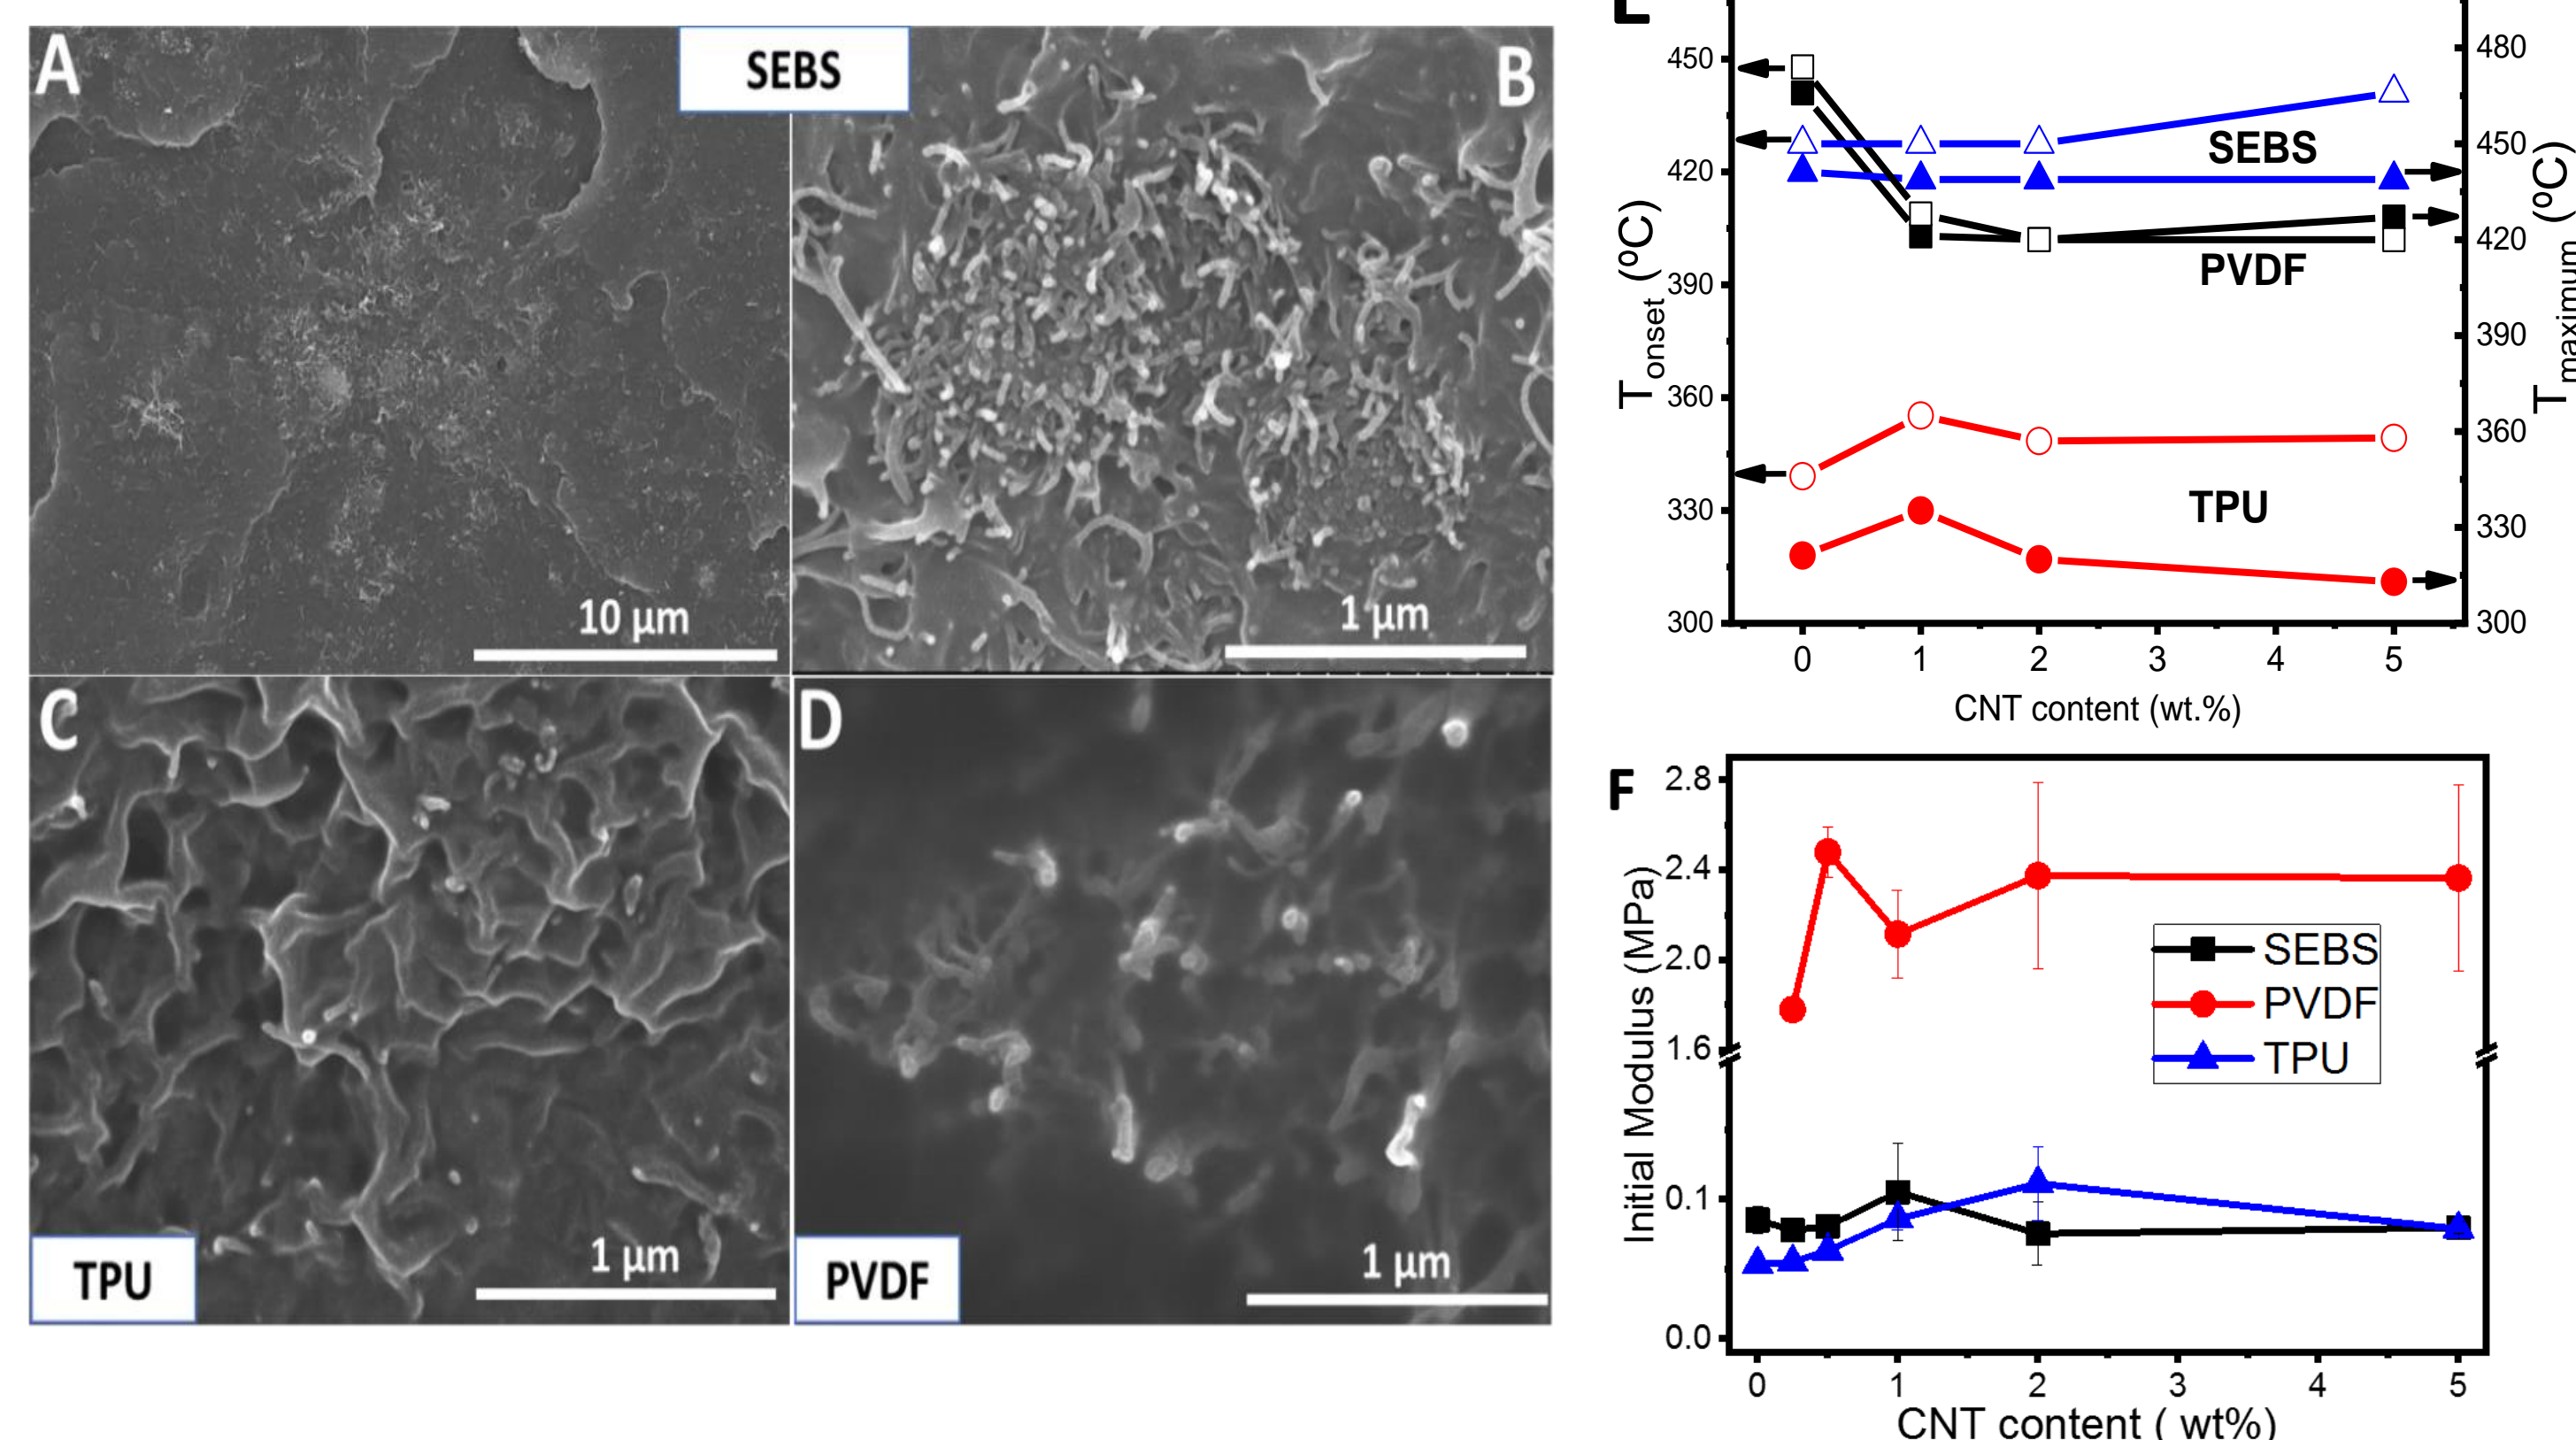 A
SEBS
B
10 µm
1 µm
C
D
TPU
1 µm
PVDF
1 µm
E
450
420
390
360
330
300
T onset (ºC)
480
450
420
390
360
330
300
T maximum (ºC)
SEBS
PVDF
TPU
0 1 2 3 4 5
CNT content (wt.%)
F
2.8
2.4
2.0
1.6
0.1
0.0
Initial Modulus (MPa)
SEBS
PVDF
TPU
0 1 2 3 4 5
CNT content ( wt%)